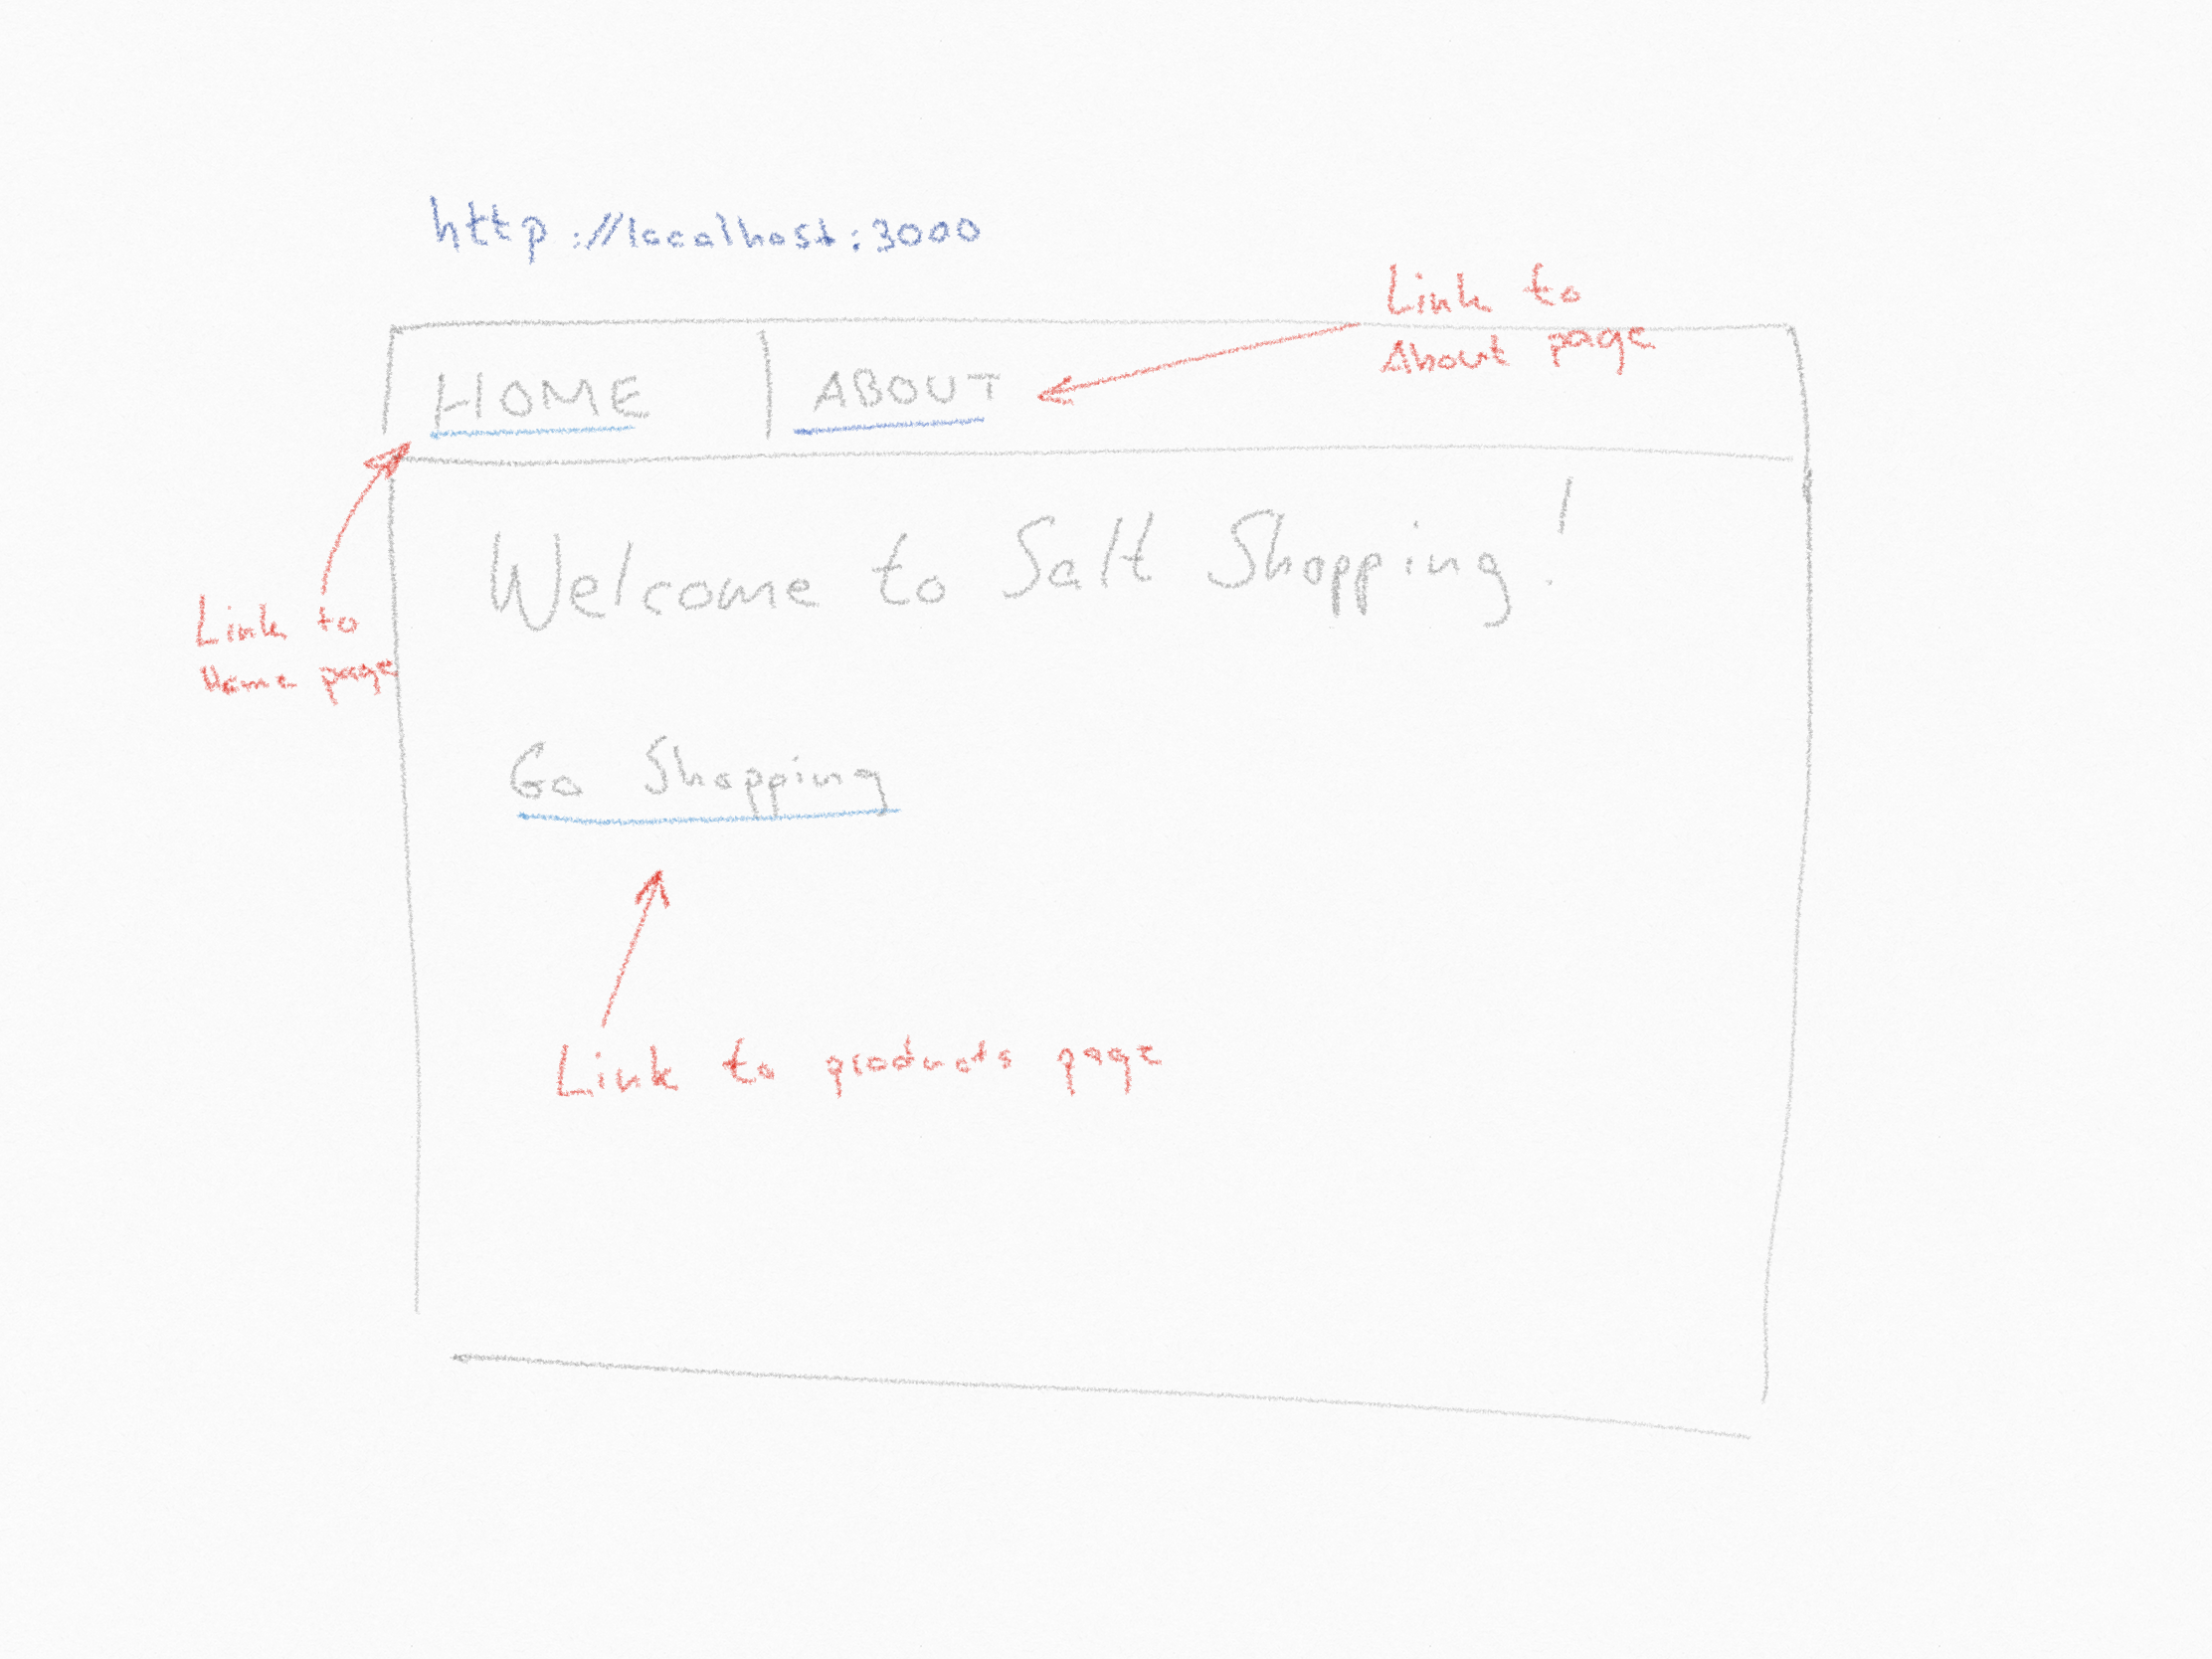 http://localhost:3000
Link to
About page
HOME ABOUT
Welcome to Salt Shopping!
Link to
Home page
Go Shopping
Link to products page